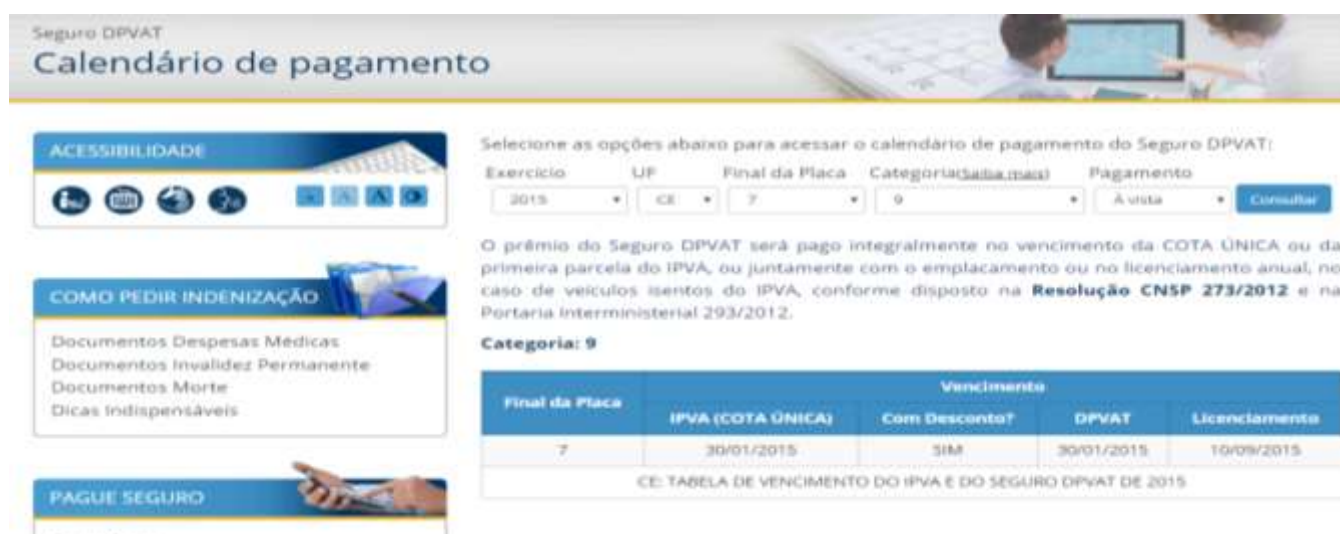 Seguro DPVAT
Calendário de pagamento
ACESSIBILIDADE
COMO PEDIR INDENIZAÇÃO
Documentos Despesas Médicas
Documentos Invalidez Permanente
Documentos Morte
Dicas Indispensáveis
PAGUE SEGURO
Selecione as opções abaixo para acessar o calendário de pagamento do Seguro DPVAT:
Exercício UF Final da Placa Categoria(Saiba mais) Pagamento
2015 CE 7 9 À vista Consultar
O prêmio do Seguro DPVAT será pago integralmente no vencimento da COTA ÚNICA ou da
primeira parcela do IPVA, ou juntamente com o emplacamento ou no licenciamento anual, no
caso de veículos isentos do IPVA, conforme disposto na Resolução CNSP 273/2012 e na
Portaria Interministerial 293/2012.
Categoria: 9
Final da Placa Vencimento
IPVA (COTA ÚNICA) Com Desconto? DPVAT Licenciamento
7 30/01/2015 SIM 30/01/2015 10/09/2015
CE: TABELA DE VENCIMENTO DO IPVA E DO SEGURO DPVAT DE 2015